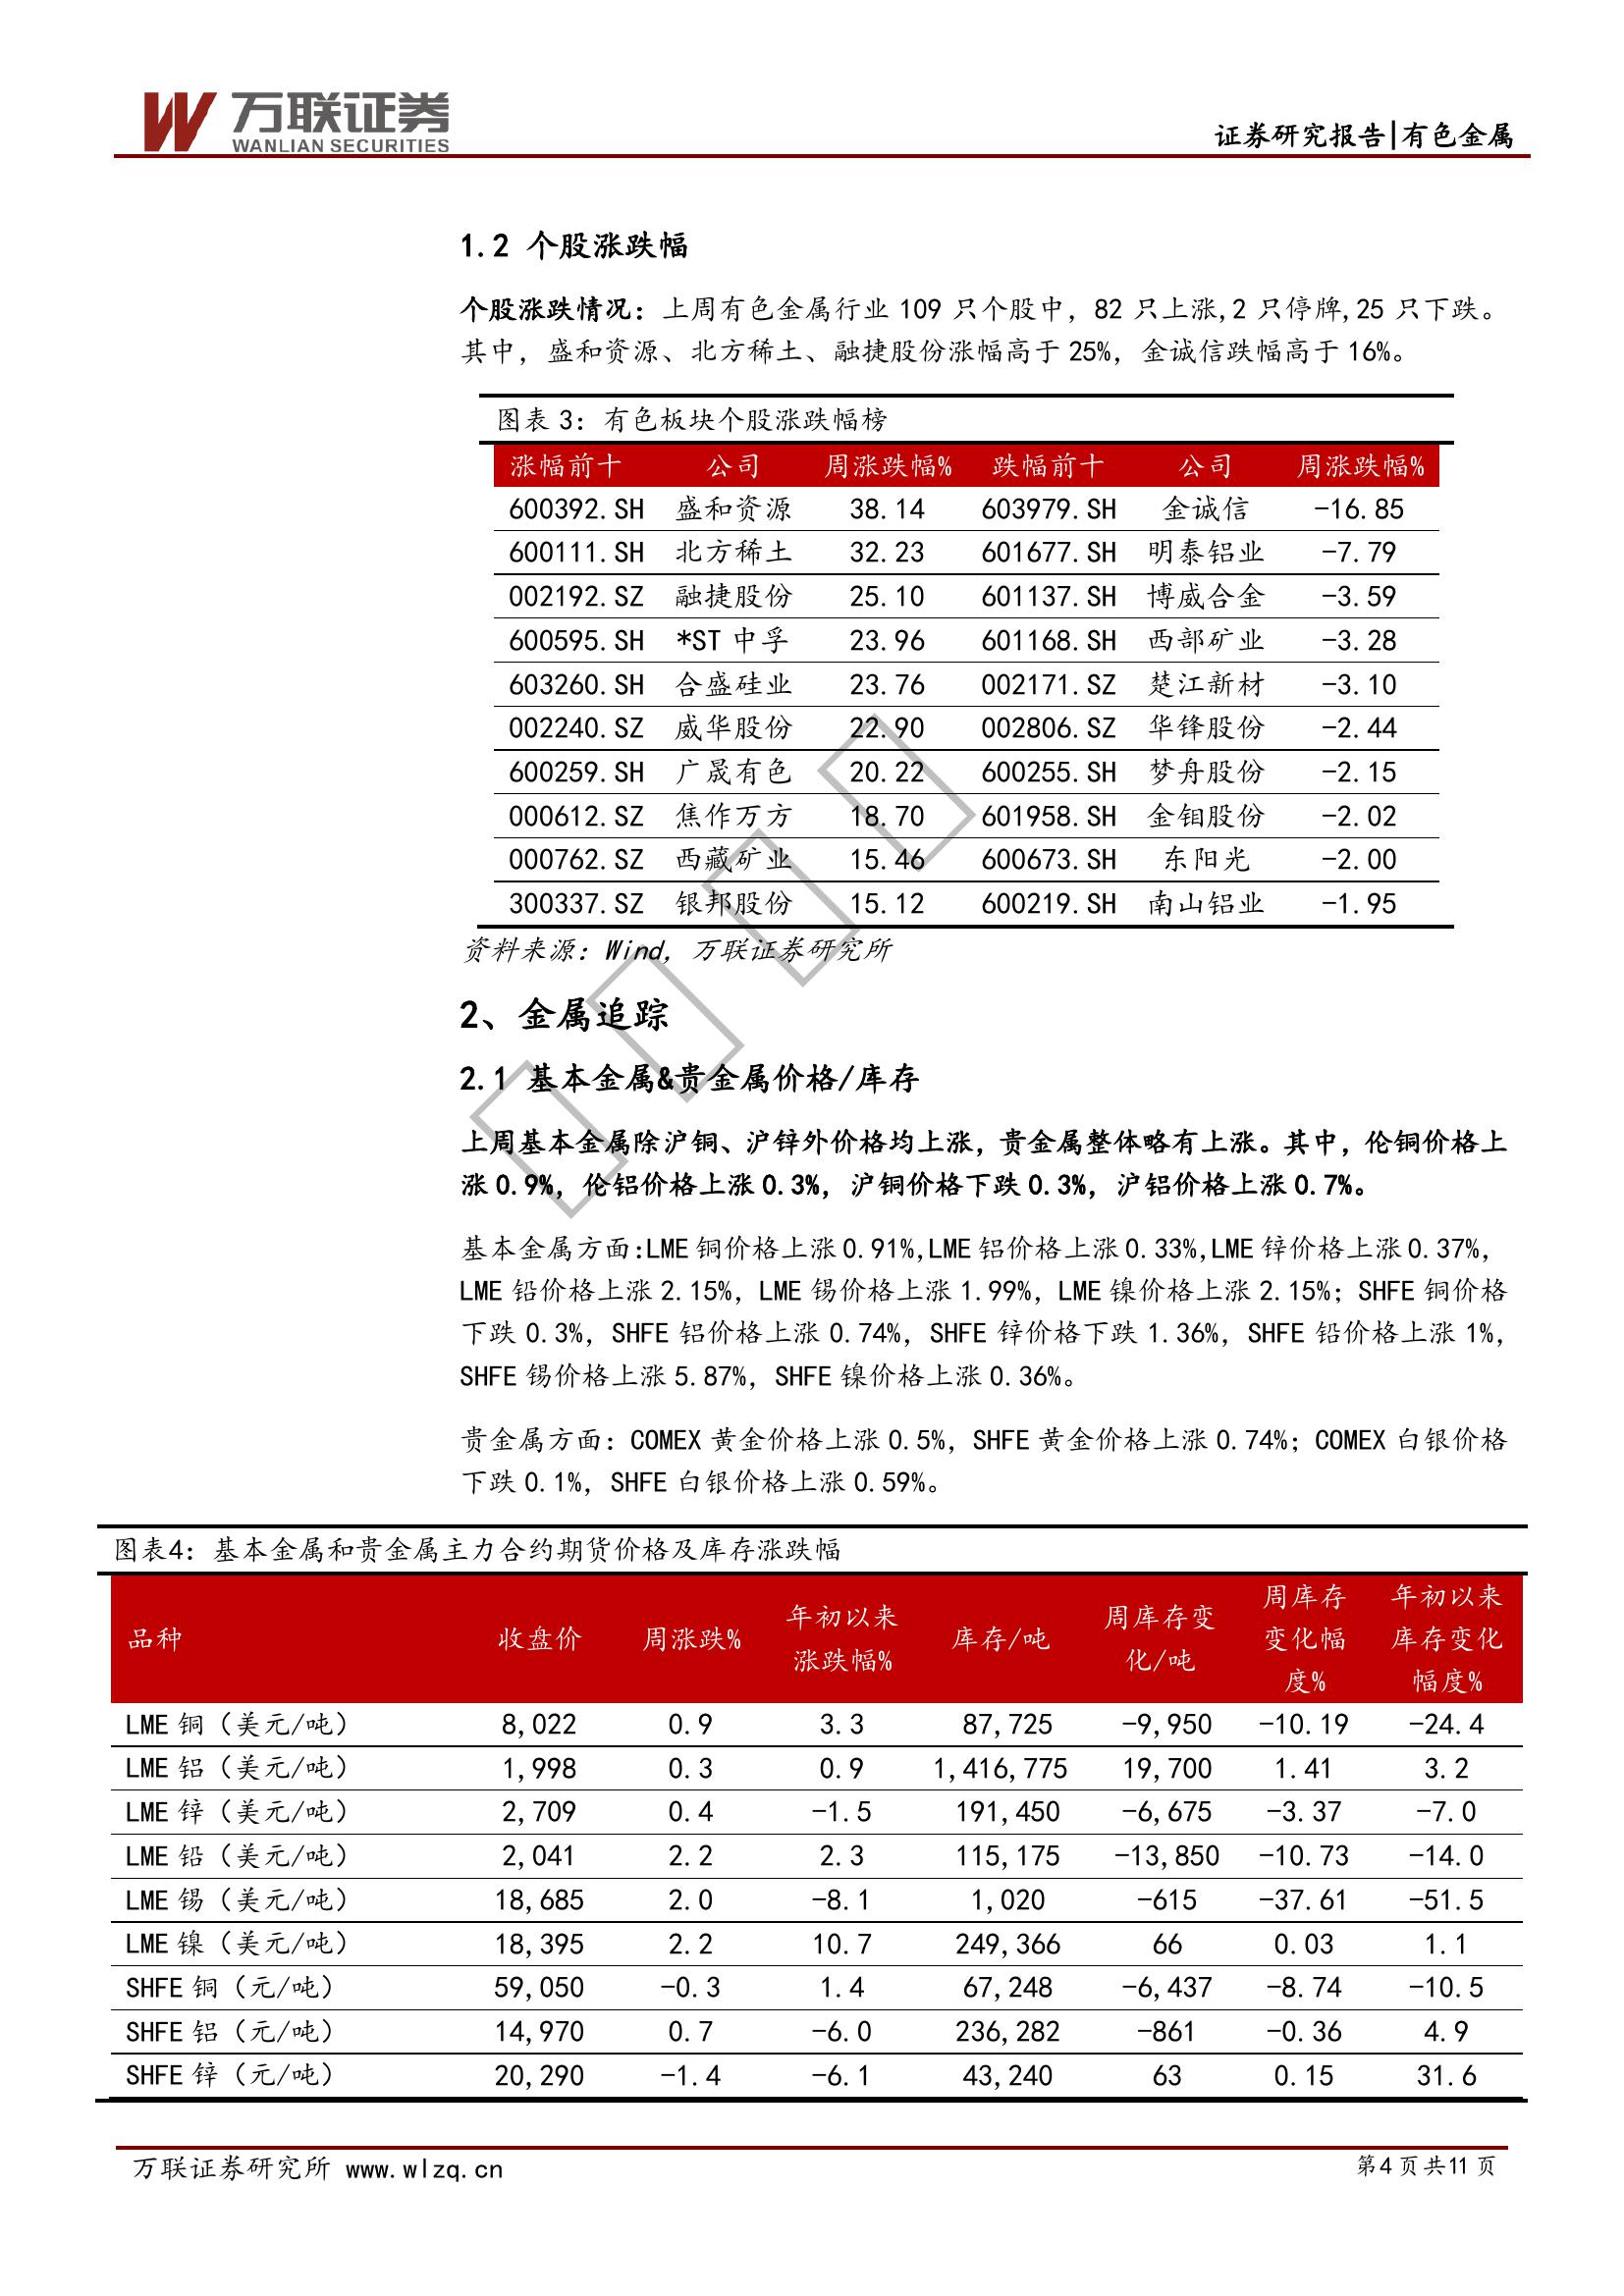 万联证券
WANLIAN SECURITIES
证券研究报告|有色金属
1.2 个股涨跌幅
个股涨跌情况：上周有色金属行业 109 只个股中，82 只上涨,2 只停牌,25 只下跌。
其中，盛和资源、北方稀土、融捷股份涨幅高于 25%，金诚信跌幅高于 16%。
图表 3：有色板块个股涨跌幅榜
涨幅前十 公司 周涨跌幅% 跌幅前十 公司 周涨跌幅%
600392.SH 盛和资源 38.14 603979.SH 金诚信 -16.85
600111.SH 北方稀土 32.23 601677.SH 明泰铝业 -7.79
002192.SZ 融捷股份 25.10 601137.SH 博威合金 -3.59
600595.SH *ST 中孚 23.96 601168.SH 西部矿业 -3.28
603260.SH 合盛硅业 23.76 002171.SZ 楚江新材 -3.10
002240.SZ 威华股份 22.90 002806.SZ 华锋股份 -2.44
600259.SH 广晟有色 20.22 600255.SH 梦舟股份 -2.15
000612.SZ 焦作万方 18.70 601958.SH 金钼股份 -2.02
000762.SZ 西藏矿业 15.46 600673.SH 东阳光 -2.00
300337.SZ 银邦股份 15.12 600219.SH 南山铝业 -1.95
资料来源：Wind，万联证券研究所
2、金属追踪
2.1 基本金属&贵金属价格/库存
上周基本金属除沪铜、沪锌外价格均上涨，贵金属整体略有上涨。其中，伦铜价格上
涨 0.9%，伦铝价格上涨 0.3%，沪铜价格下跌 0.3%，沪铝价格上涨 0.7%。
基本金属方面:LME 铜价格上涨 0.91%,LME 铝价格上涨 0.33%,LME 锌价格上涨 0.37%，
LME 铅价格上涨 2.15%，LME 锡价格上涨 1.99%，LME 镍价格上涨 2.15%；SHFE 铜价格
下跌 0.3%，SHFE 铝价格上涨 0.74%，SHFE 锌价格下跌 1.36%，SHFE 铅价格上涨 1%，
SHFE 锡价格上涨 5.87%，SHFE 镍价格上涨 0.36%。
贵金属方面：COMEX 黄金价格上涨 0.5%，SHFE 黄金价格上涨 0.74%；COMEX 白银价格
下跌 0.1%，SHFE 白银价格上涨 0.59%。
图表4：基本金属和贵金属主力合约期货价格及库存涨跌幅
品种 收盘价 周涨跌% 年初以来涨跌幅% 库存/吨 周库存变化/吨 周库存变化幅度% 年初以来库存变化幅度%
LME 铜（美元/吨） 8,022 0.9 3.3 87,725 -9,950 -10.19 -24.4
LME 铝（美元/吨） 1,998 0.3 0.9 1,416,775 19,700 1.41 3.2
LME 锌（美元/吨） 2,709 0.4 -1.5 191,450 -6,675 -3.37 -7.0
LME 铅（美元/吨） 2,041 2.2 2.3 115,175 -13,850 -10.73 -14.0
LME 锡（美元/吨） 18,685 2.0 -8.1 1,020 -615 -37.61 -51.5
LME 镍（美元/吨） 18,395 2.2 10.7 249,366 66 0.03 1.1
SHFE 铜（元/吨） 59,050 -0.3 1.4 67,248 -6,437 -8.74 -10.5
SHFE 铝（元/吨） 14,970 0.7 -6.0 236,282 -861 -0.36 4.9
SHFE 锌（元/吨） 20,290 -1.4 -6.1 43,240 63 0.15 31.6
万联证券研究所 www.wlzq.cn
第 4 页 共 11 页